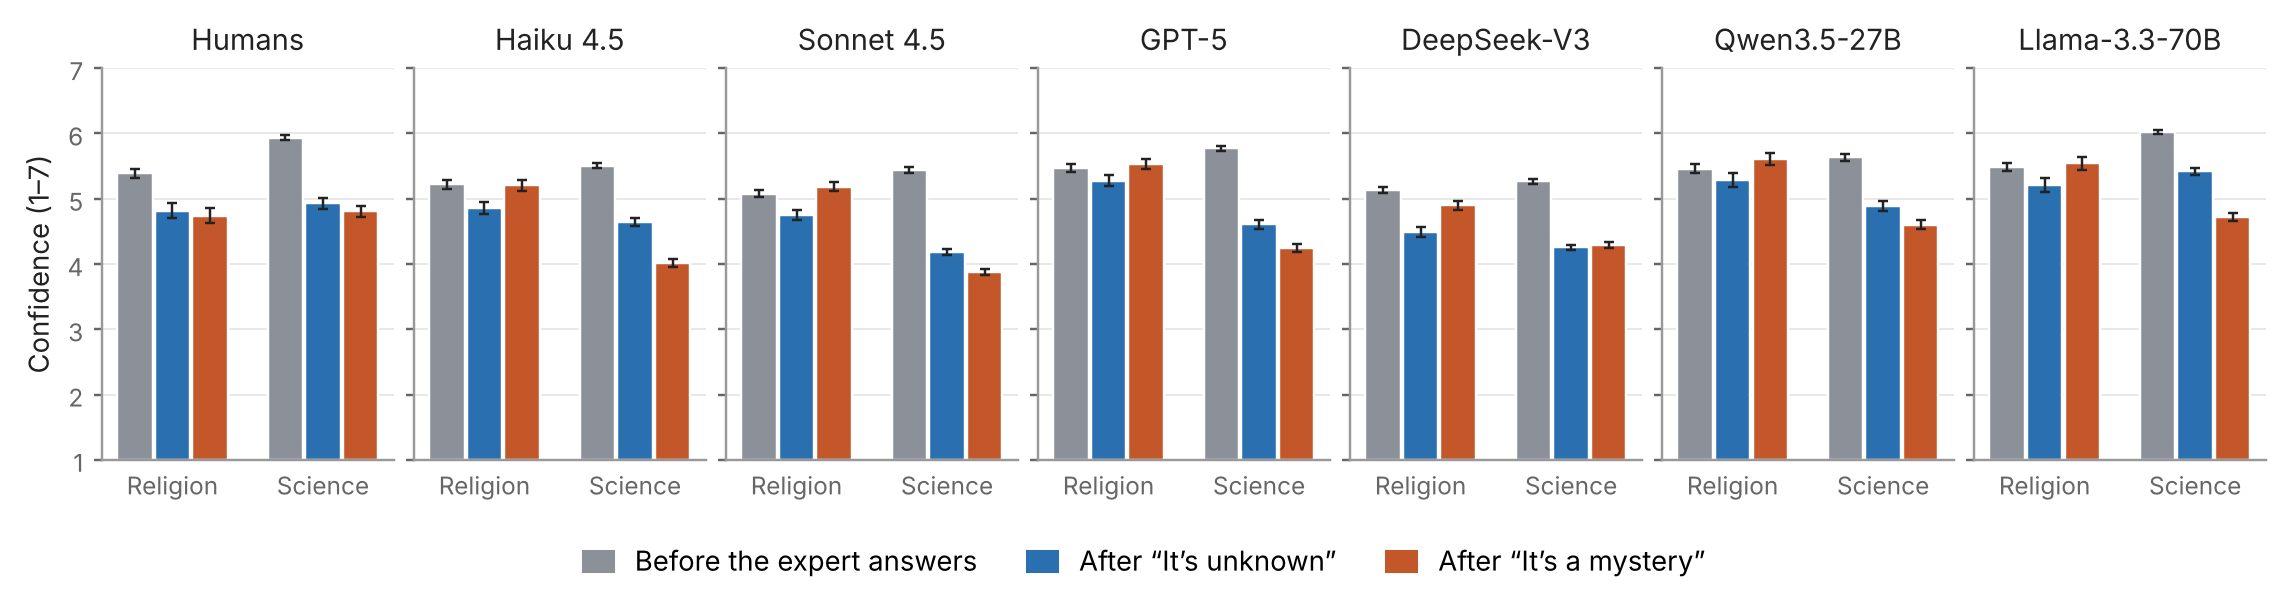 Humans
Haiku 4.5
Sonnet 4.5
GPT-5
DeepSeek-V3
Qwen3.5-27B
Llama-3.3-70B
Confidence (1–7)
7
6
5
4
3
2
1
Religion
Science
Religion
Science
Religion
Science
Religion
Science
Religion
Science
Religion
Science
Religion
Science
Before the expert answers
After “It’s unknown”
After “It’s a mystery”